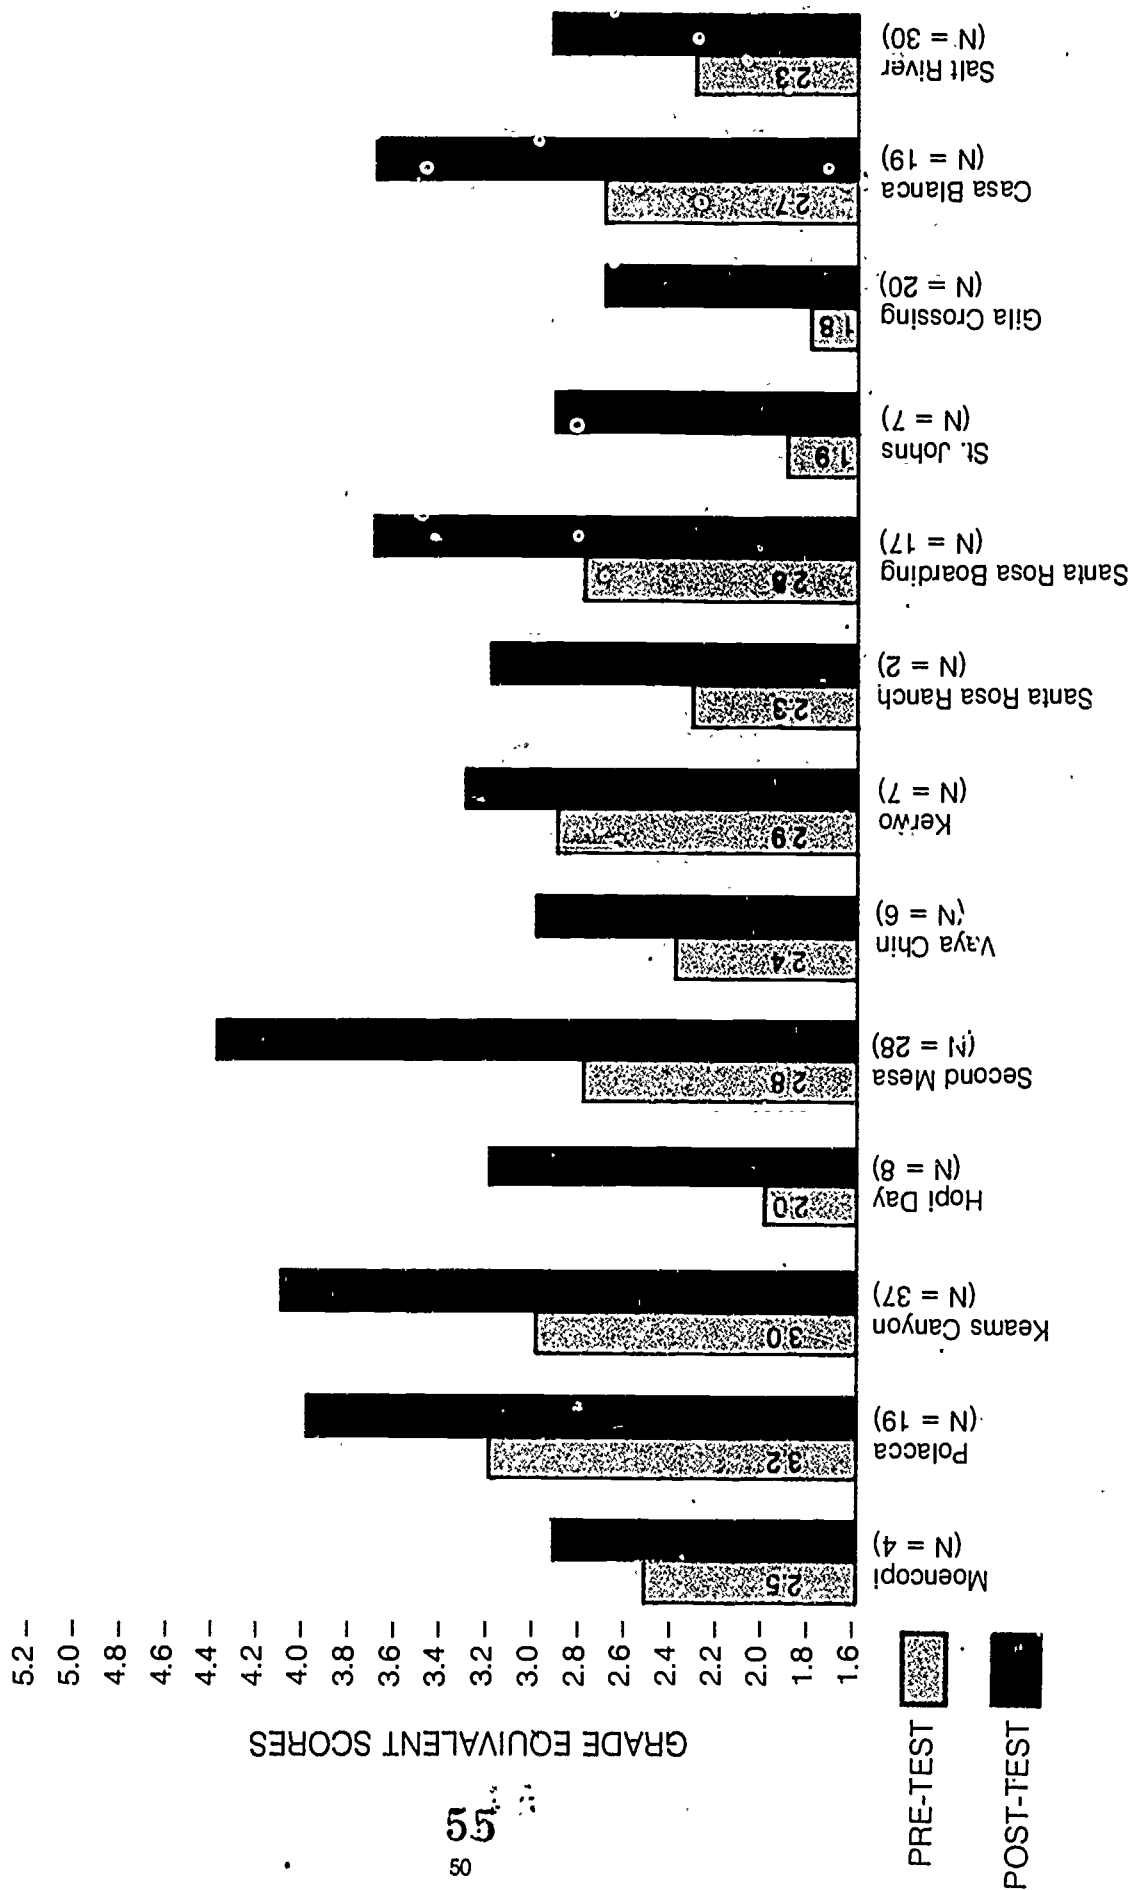 GRADE EQUIVALENT SCORES
5.2
5.0
4.8
4.6
4.4
4.2
4.0
3.8
3.6
3.4
3.2
3.0
2.8
2.6
2.4
2.2
2.0
1.8
1.6
2.5
3.2
3.0
2.0
2.8
2.4
2.9
2.3
2.8
1.9
1.8
2.7
2.3
Moencopi
(N = 4)
Polacca
(N = 19)
Keams Canyon
(N = 37)
Hopi Day
(N = 8)
Second Mesa
(N = 28)
Vaya Chin
(N = 6)
Kerwo
(N = 7)
Santa Rosa Ranch
(N = 2)
Santa Rosa Boarding
(N = 17)
St. Johns
(N = 7)
Gila Crossing
(N = 20)
Casa Blanca
(N = 19)
Salt River
(N = 30)
PRE-TEST
POST-TEST
55
50